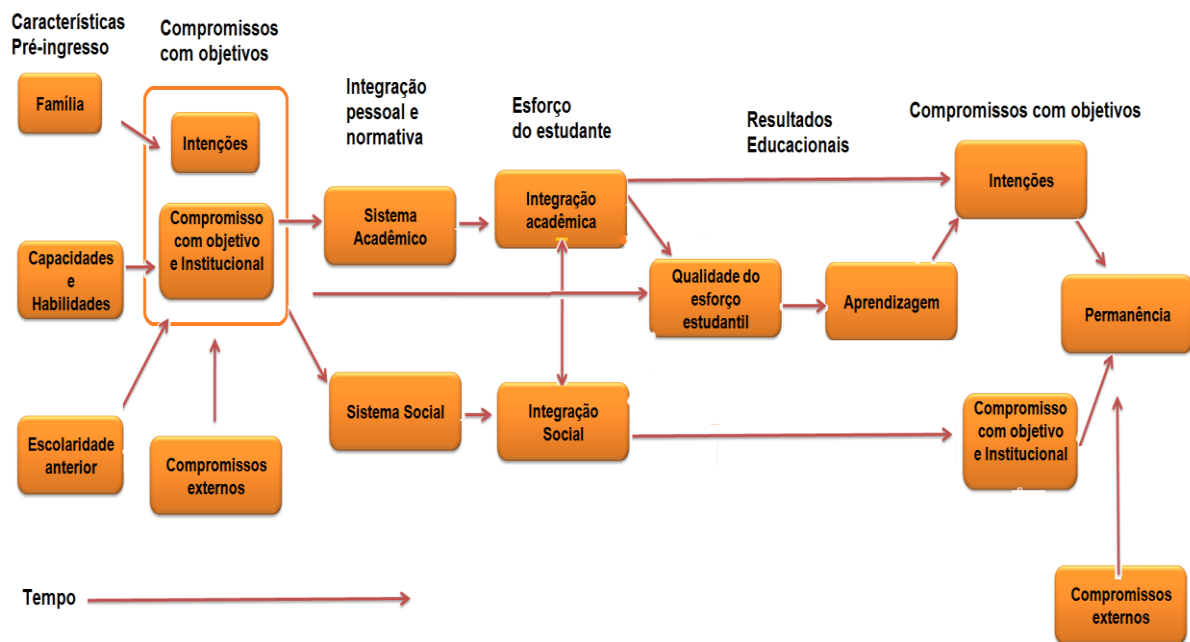 Características
Pré-ingresso
Compromissos
com objetivos
Integração
pessoal e
normativa
Esforço
do estudante
Resultados
Educacionais
Compromissos com objetivos
Família
Intenções
Compromisso
com objetivo
e Institucional
Capacidades
e
Habilidades
Escolaridade
anterior
Compromissos
externos
Sistema
Acadêmico
Sistema Social
Integração
acadêmica
Integração
Social
Qualidade do
esforço
estudantil
Aprendizagem
Intenções
Permanência
Compromisso
com objetivo
e Institucional
Compromissos
externos
Tempo